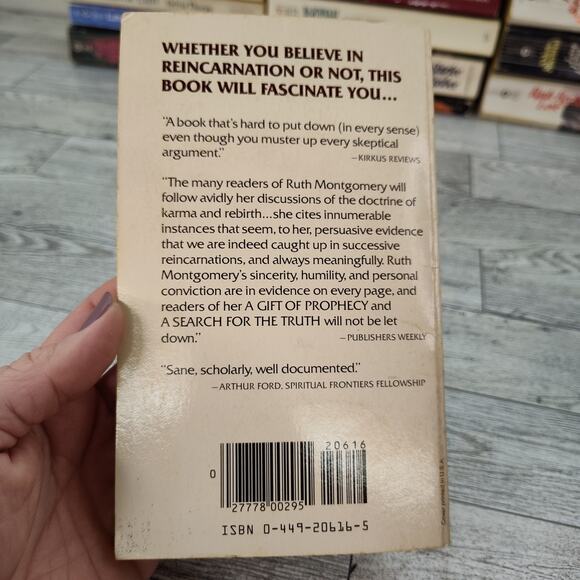 WHETHER YOU BELIEVE IN
REINCARNATION OR NOT, THIS
BOOK WILL FASCINATE YOU...
"A book that's hard to put down (in every sense)
even though you muster up every skeptical
argument."
—KIRKUS REVIEWS
"The many readers of Ruth Montgomery will
follow avidly her discussions of the doctrine of
karma and rebirth...she cites innumerable
instances that seem, to her, persuasive evidence
that we are indeed caught up in successive
reincarnations, and always meaningfully. Ruth
Montgomery's sincerity, humility, and personal
conviction are in evidence on every page, and
readers of her A GIFT OF PROPHECY and
A SEARCH FOR THE TRUTH will not be let
down."
—PUBLISHERS WEEKLY
"Sane, scholarly, well documented."
—ARTHUR FORD, SPIRITUAL FRONTIERS FELLOWSHIP
20616
0
27778 00295
ISBN 0-449-20616-5
Cover printed in U.S.A.